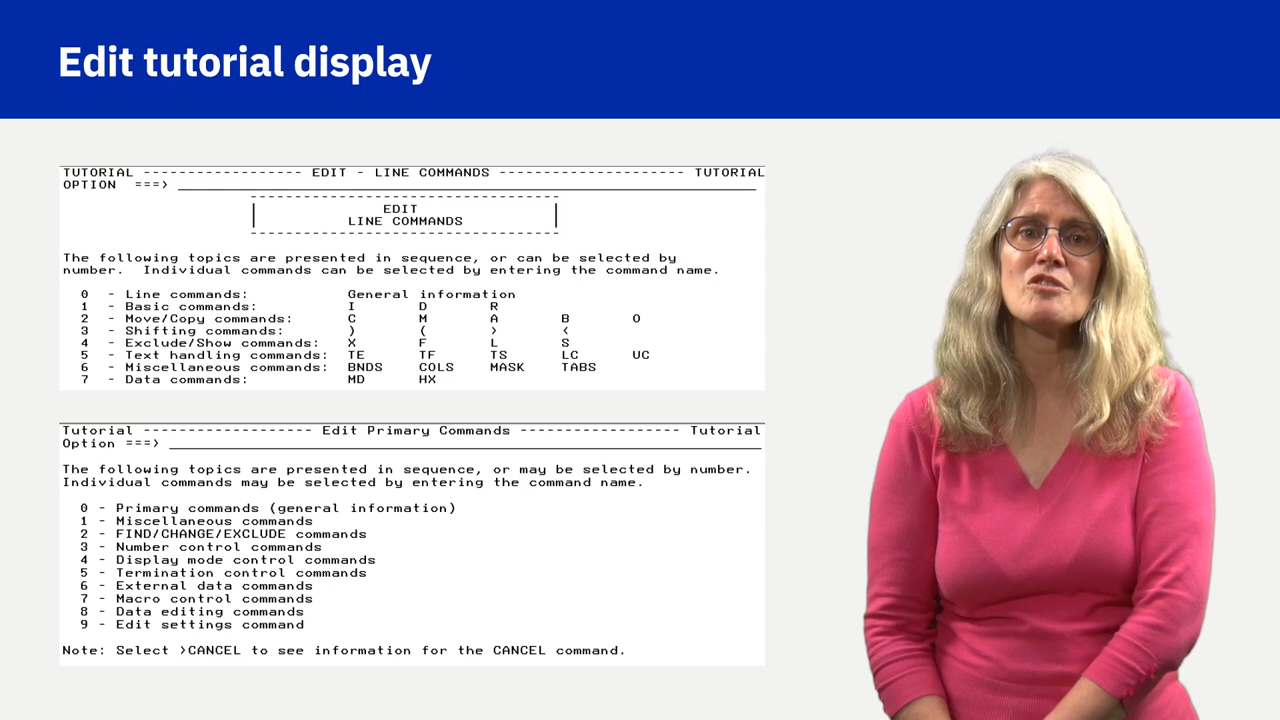 Edit tutorial display
TUTORIAL ------------------ EDIT - LINE COMMANDS --------------------- TUTORIAL
OPTION ===>
EDIT
LINE COMMANDS
The following topics are presented in sequence, or can be selected by
number. Individual commands can be selected by entering the command name.
0 - Line commands: General information
1 - Basic commands: I D R
2 - Move/Copy commands: C M A B O
3 - Shifting commands: ) ( > <
4 - Exclude/Show commands: X F L S
5 - Text handling commands: TE TF TS LC UC
6 - Miscellaneous commands: BNDS COLS MASK TABS
7 - Data commands: MD HX
Tutorial ------------------- Edit Primary Commands ------------------ Tutorial
Option ===>
The following topics are presented in sequence, or may be selected by number.
Individual commands may be selected by entering the command name.
0 - Primary commands (general information)
1 - Miscellaneous commands
2 - FIND/CHANGE/EXCLUDE commands
3 - Number control commands
4 - Display mode control commands
5 - Termination control commands
6 - External data commands
7 - Macro control commands
8 - Data editing commands
9 - Edit settings command
Note: Select >CANCEL to see information for the CANCEL command.